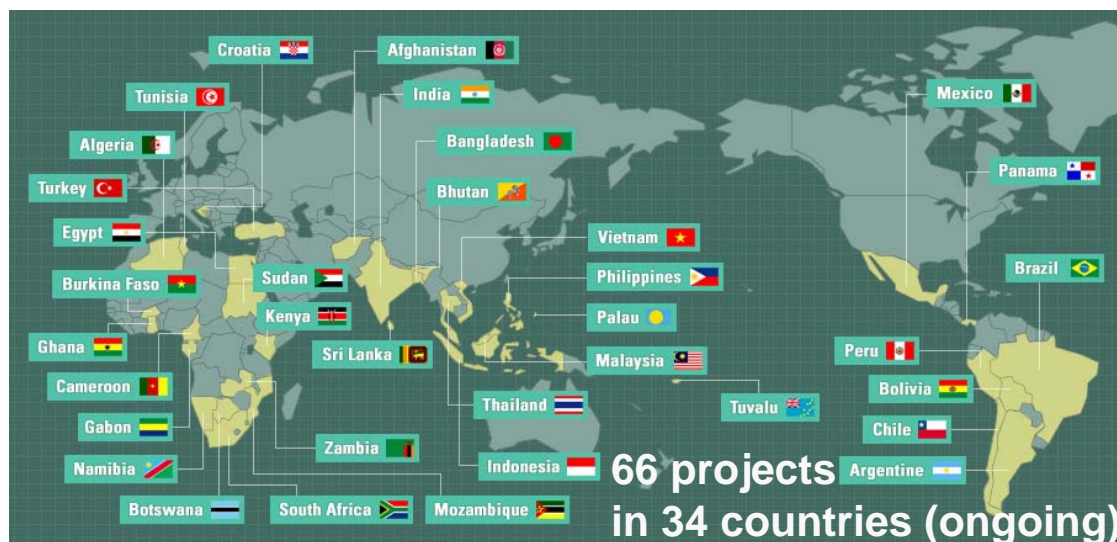 Croatia
Afghanistan
Tunisia
India
Mexico
Algeria
Bangladesh
Panama
Turkey
Bhutan
Egypt
Vietnam
Brazil
Burkina Faso
Sudan
Philippines
Kenya
Palau
Ghana
Sri Lanka
Malaysia
Peru
Cameroon
Bolivia
Thailand
Tuvalu
Gabon
Chile
Zambia
Namibia
Indonesia
66 projects
Argentine
Botswana
South Africa
Mozambique
in 34 countries (ongoing)